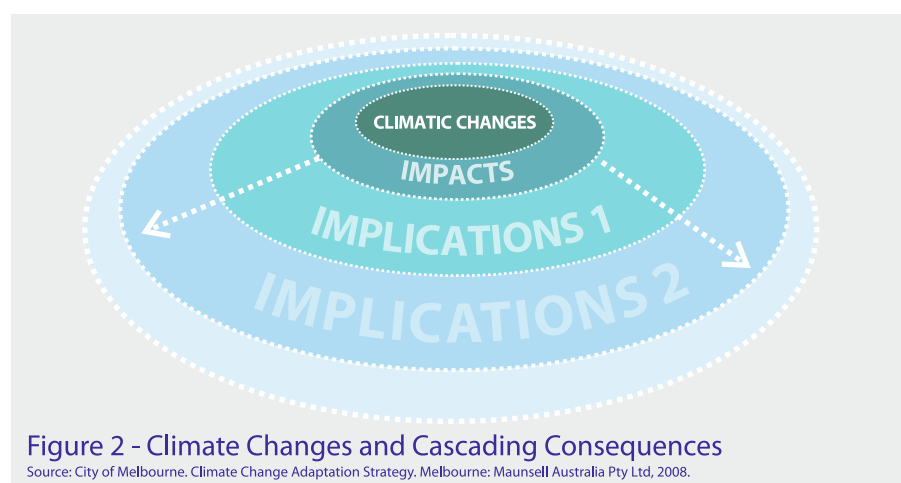 CLIMATIC CHANGES
IMPACTS
IMPLICATIONS 1
IMPLICATIONS 2
Figure 2 - Climate Changes and Cascading Consequences
Source: City of Melbourne. Climate Change Adaptation Strategy. Melbourne: Maunsell Australia Pty Ltd, 2008.